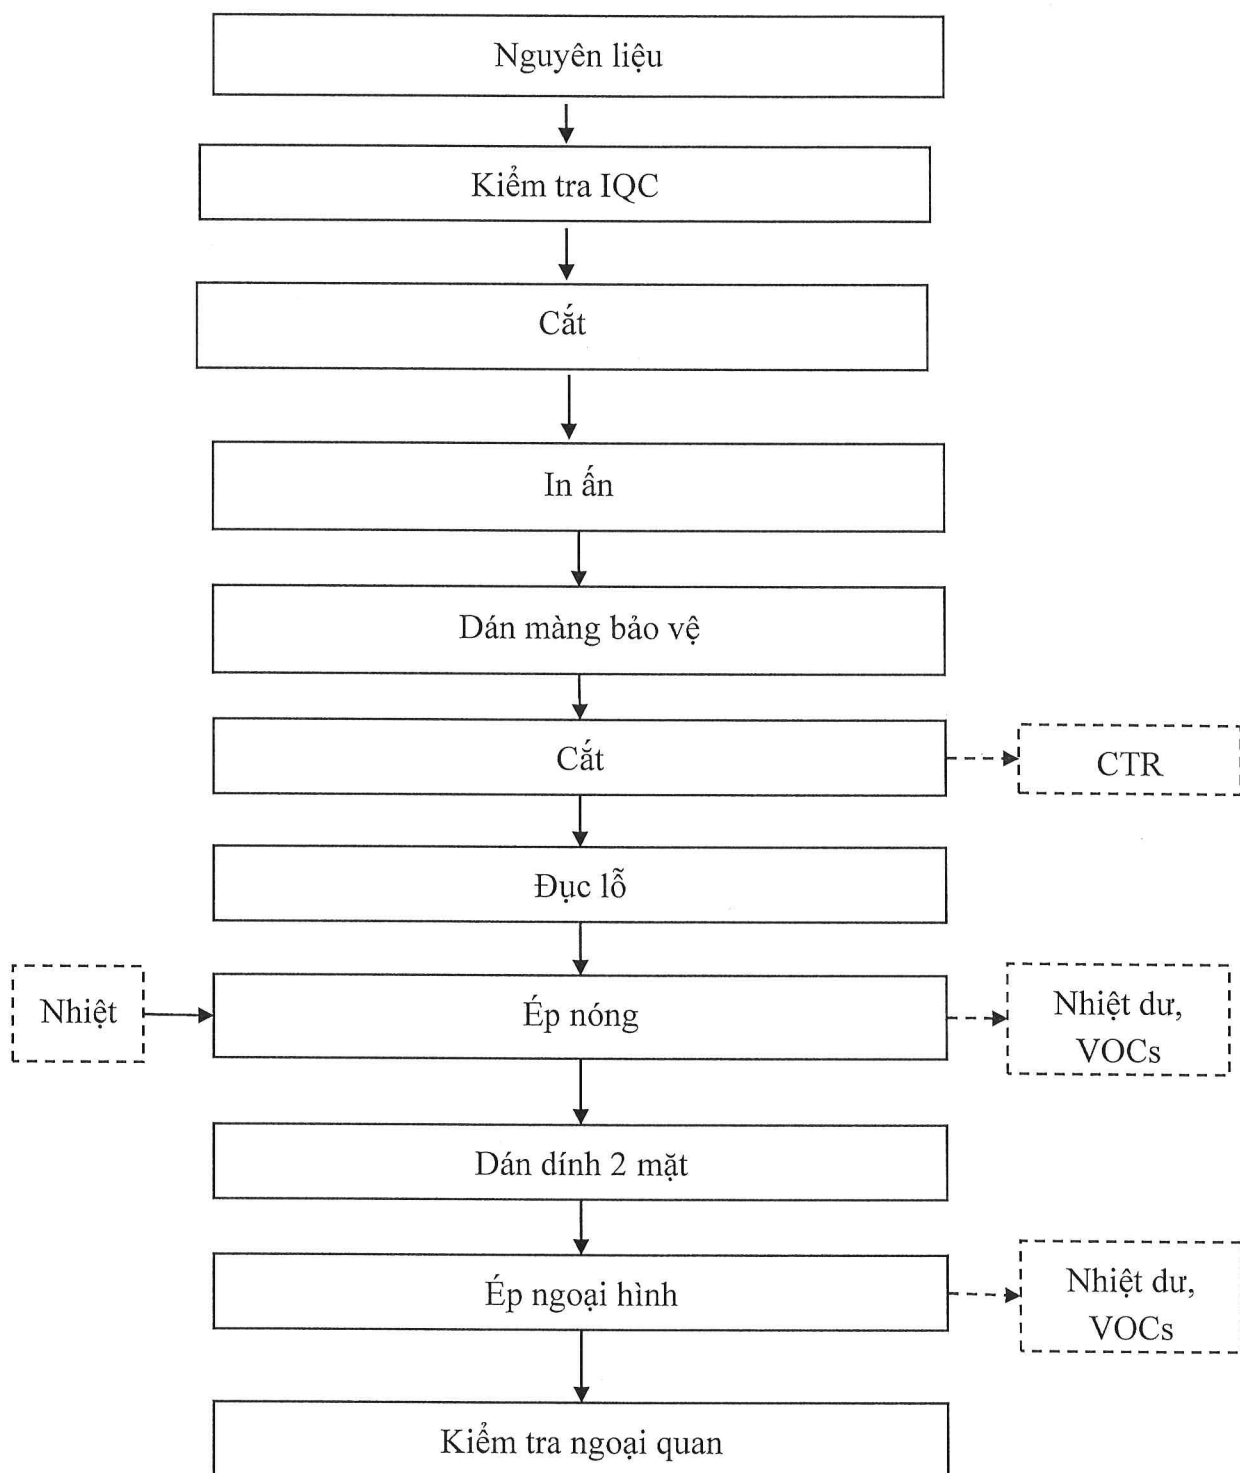 Nguyên liệu
Kiểm tra IQC
Cắt
In ấn
Dán màng bảo vệ
Cắt
CTR
Đục lỗ
Nhiệt
Ép nóng
Nhiệt dư,
VOCs
Dán dính 2 mặt
Ép ngoại hình
Nhiệt dư,
VOCs
Kiểm tra ngoại quan